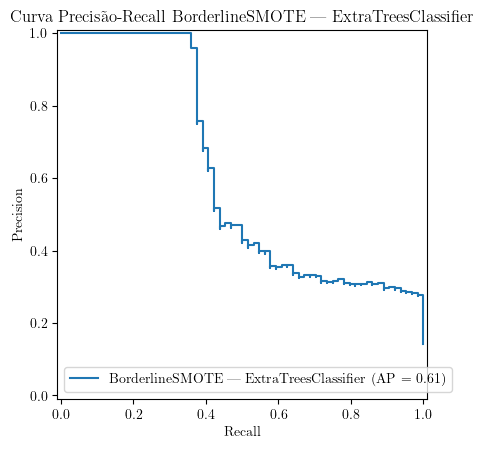 Curva Precisão-Recall BorderlineSMOTE — ExtraTreesClassifier
1.0
0.8
0.6
0.4
0.2
0.0
Precision
BorderlineSMOTE — ExtraTreesClassifier (AP = 0.61)
0.0 0.2 0.4 0.6 0.8 1.0
Recall